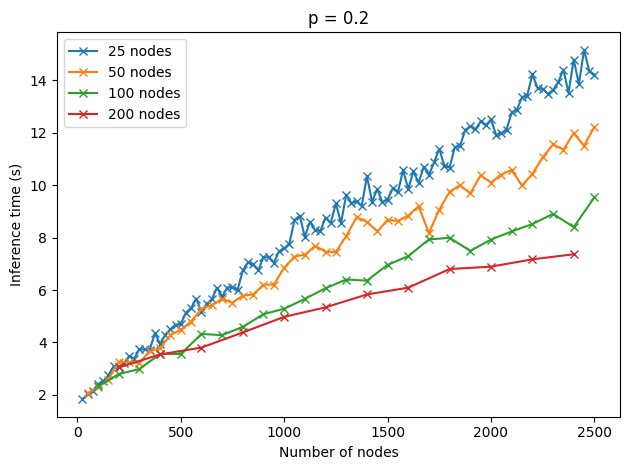 p = 0.2
25 nodes
50 nodes
100 nodes
200 nodes
Inference time (s)
14
12
10
8
6
4
2
0
500
1000
1500
2000
2500
Number of nodes